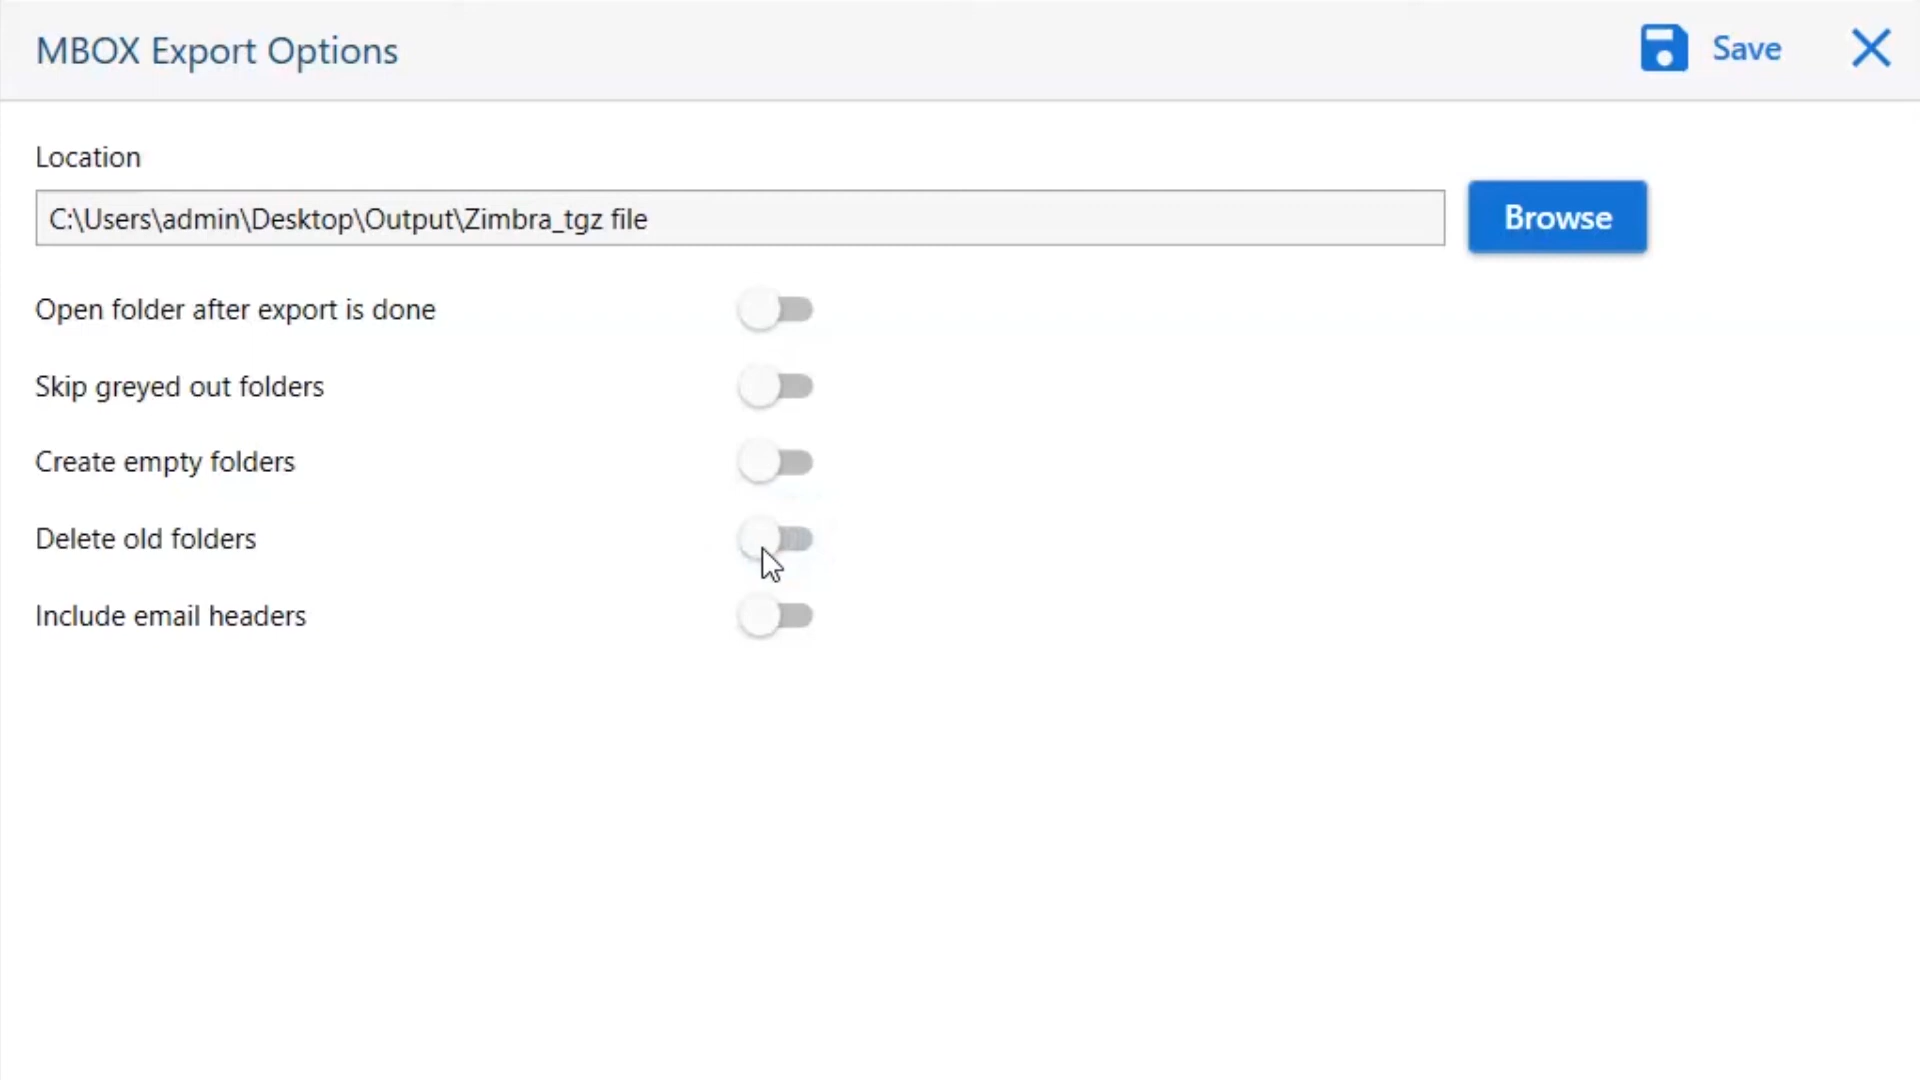 MBOX Export Options
Save
Location
C:\Users\admin\Desktop\Output\Zimbra_tgz file
Browse
Open folder after export is done
Skip greyed out folders
Create empty folders
Delete old folders
Include email headers